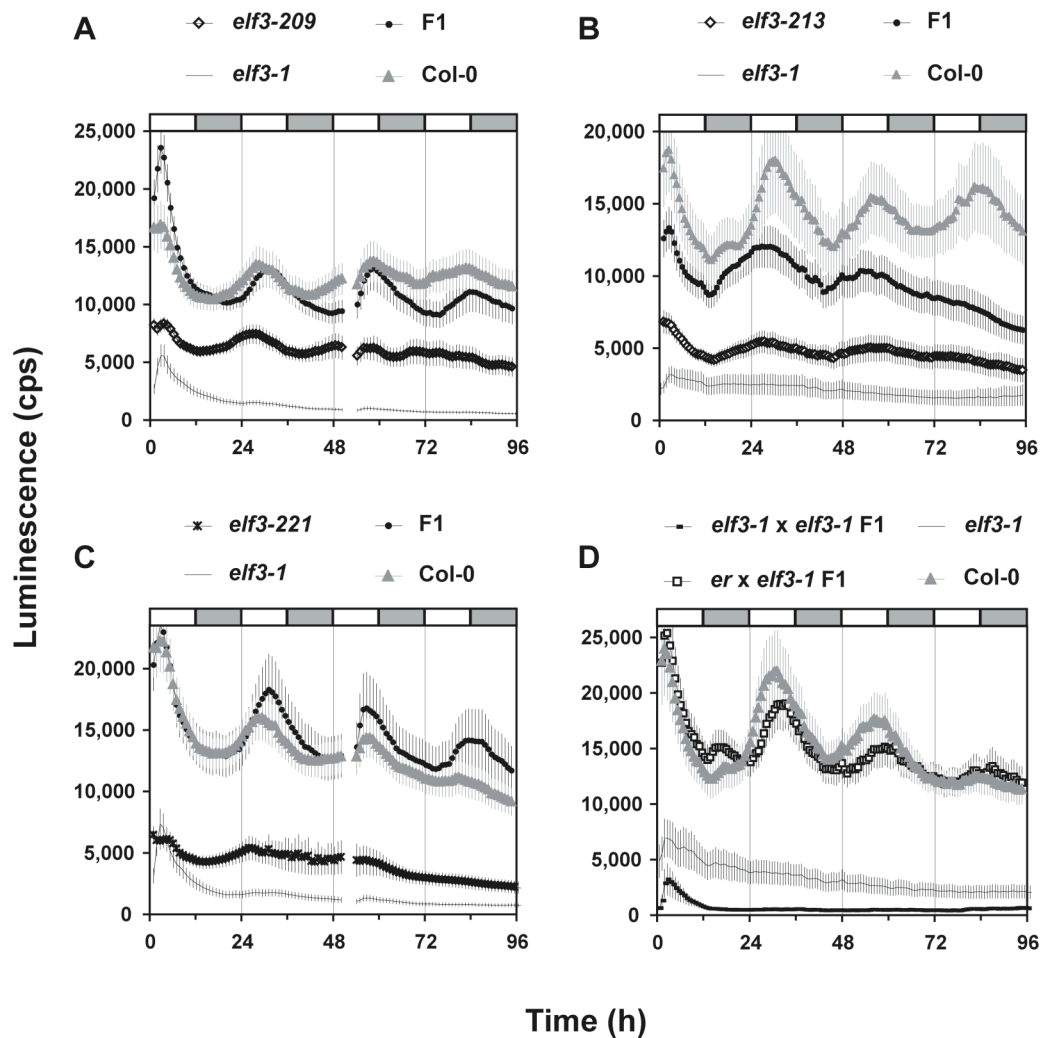 A
elf3-209
F1
elf3-1
Col-0
25,000
20,000
15,000
10,000
5,000
0
0 24 48 72 96
B
elf3-213
F1
elf3-1
Col-0
20,000
15,000
10,000
5,000
0
0 24 48 72 96
C
elf3-221
F1
elf3-1
Col-0
20,000
15,000
10,000
5,000
0
0 24 48 72 96
D
elf3-1 x elf3-1 F1
elf3-1
er x elf3-1 F1
Col-0
25,000
20,000
15,000
10,000
5,000
0
0 24 48 72 96
Luminescence (cps)
Time (h)